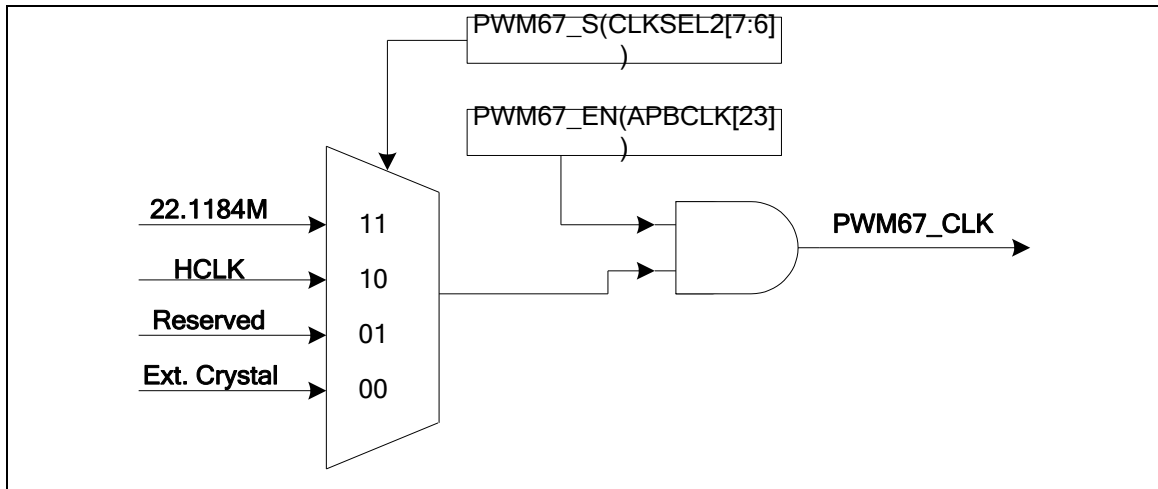 PWM67_S(CLKSEL2[7:6]
)
PWM67_EN(APBCLK[23]
)
22.1184M
11
PWM67_CLK
HCLK
10
Reserved
01
Ext. Crystal
00